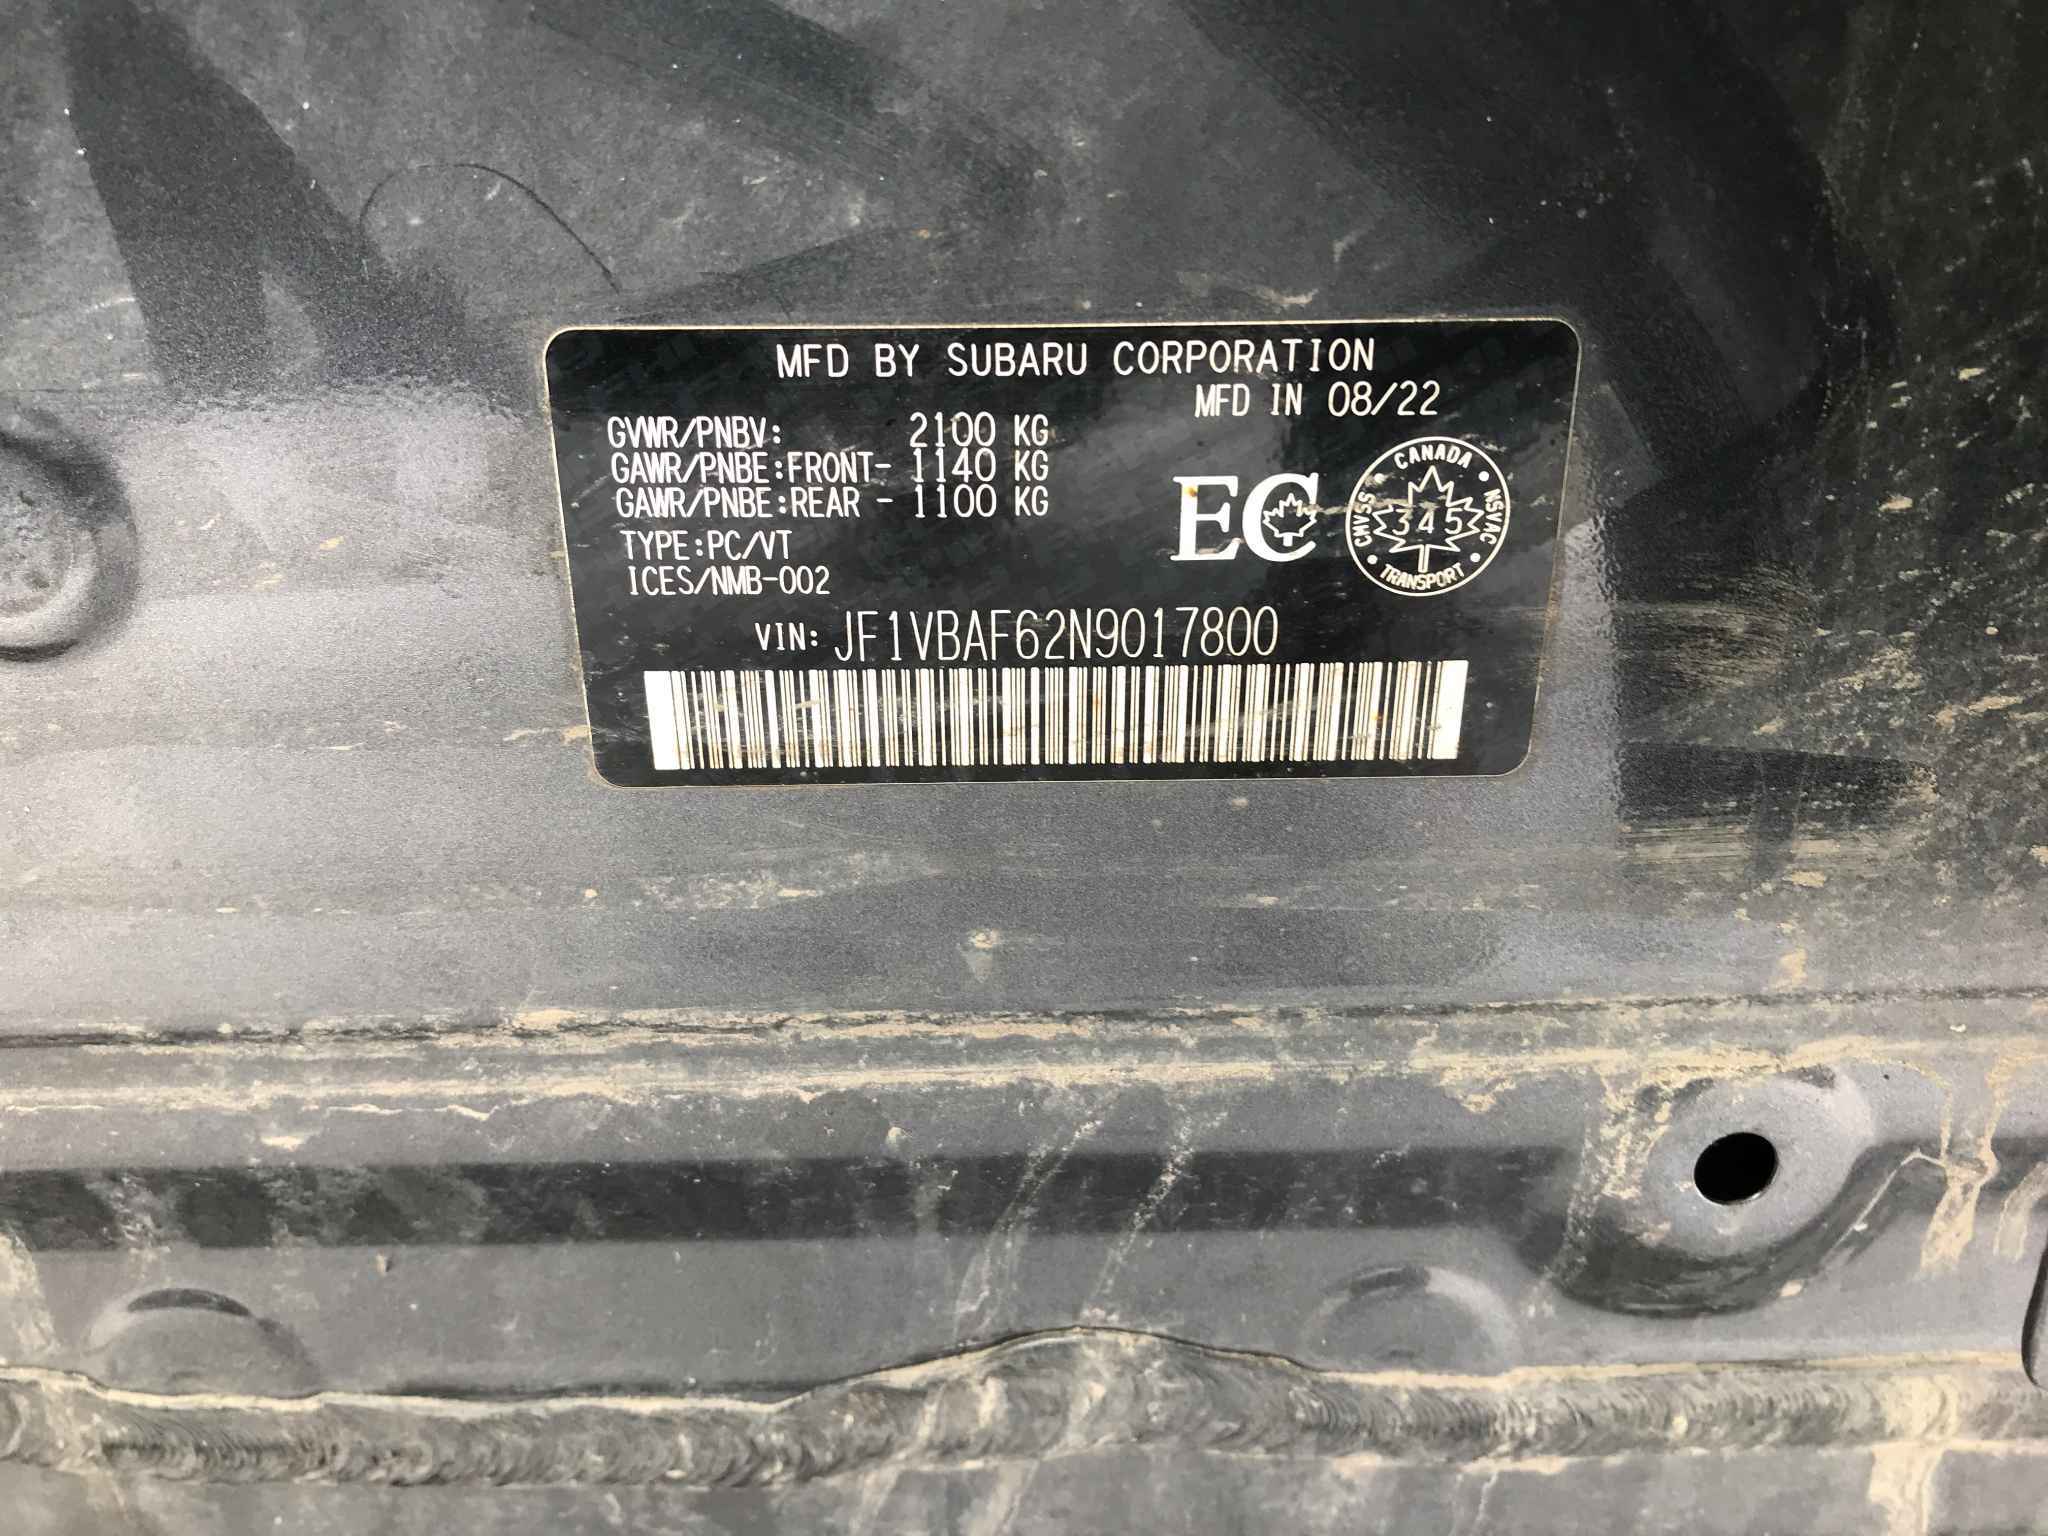 MFD BY SUBARU CORPORATION
MFD IN 08/22
GVWR/PNBV: 2100 KG
GAWR/PNBE:FRONT- 1140 KG
GAWR/PNBE:REAR - 1100 KG
TYPE:PC/VT
ICES/NMB-002
EC
CANADA
CMVSS
345
NSVAC
TRANSPORT
VIN: JF1VBAF62N9017800